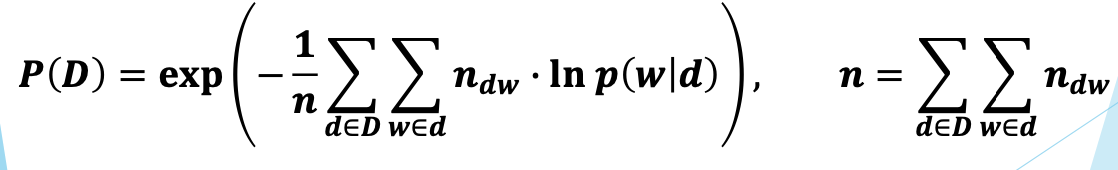 P(D) = exp(−1/n ∑_{d∈D} ∑_{w∈d} n_{dw} · ln p(w|d)), n = ∑_{d∈D} ∑_{w∈d} n_{dw}